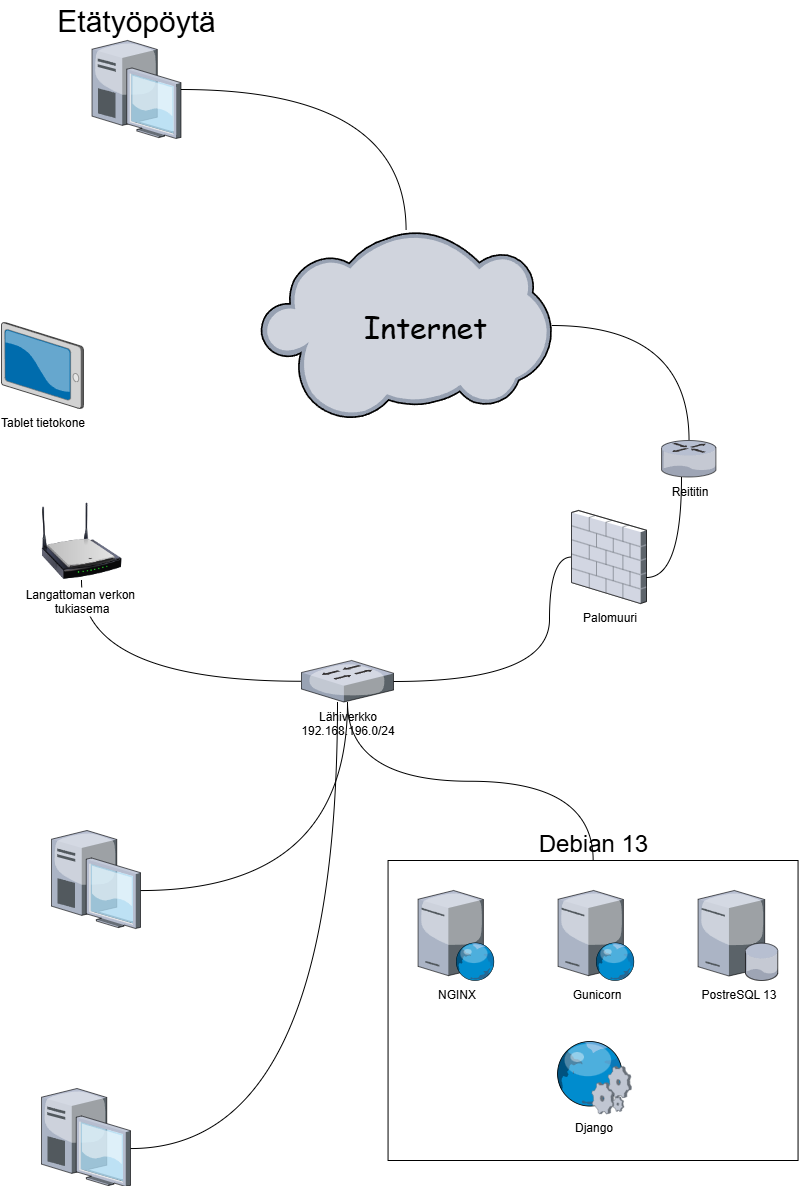 Etätyöpöytä
Internet
Tablet tietokone
Reititin
Langattoman verkon
tukiasema
Palomuuri
Lähiverkko
192.168.196.0/24
Debian 13
NGINX
Gunicorn
PostreSQL 13
Django